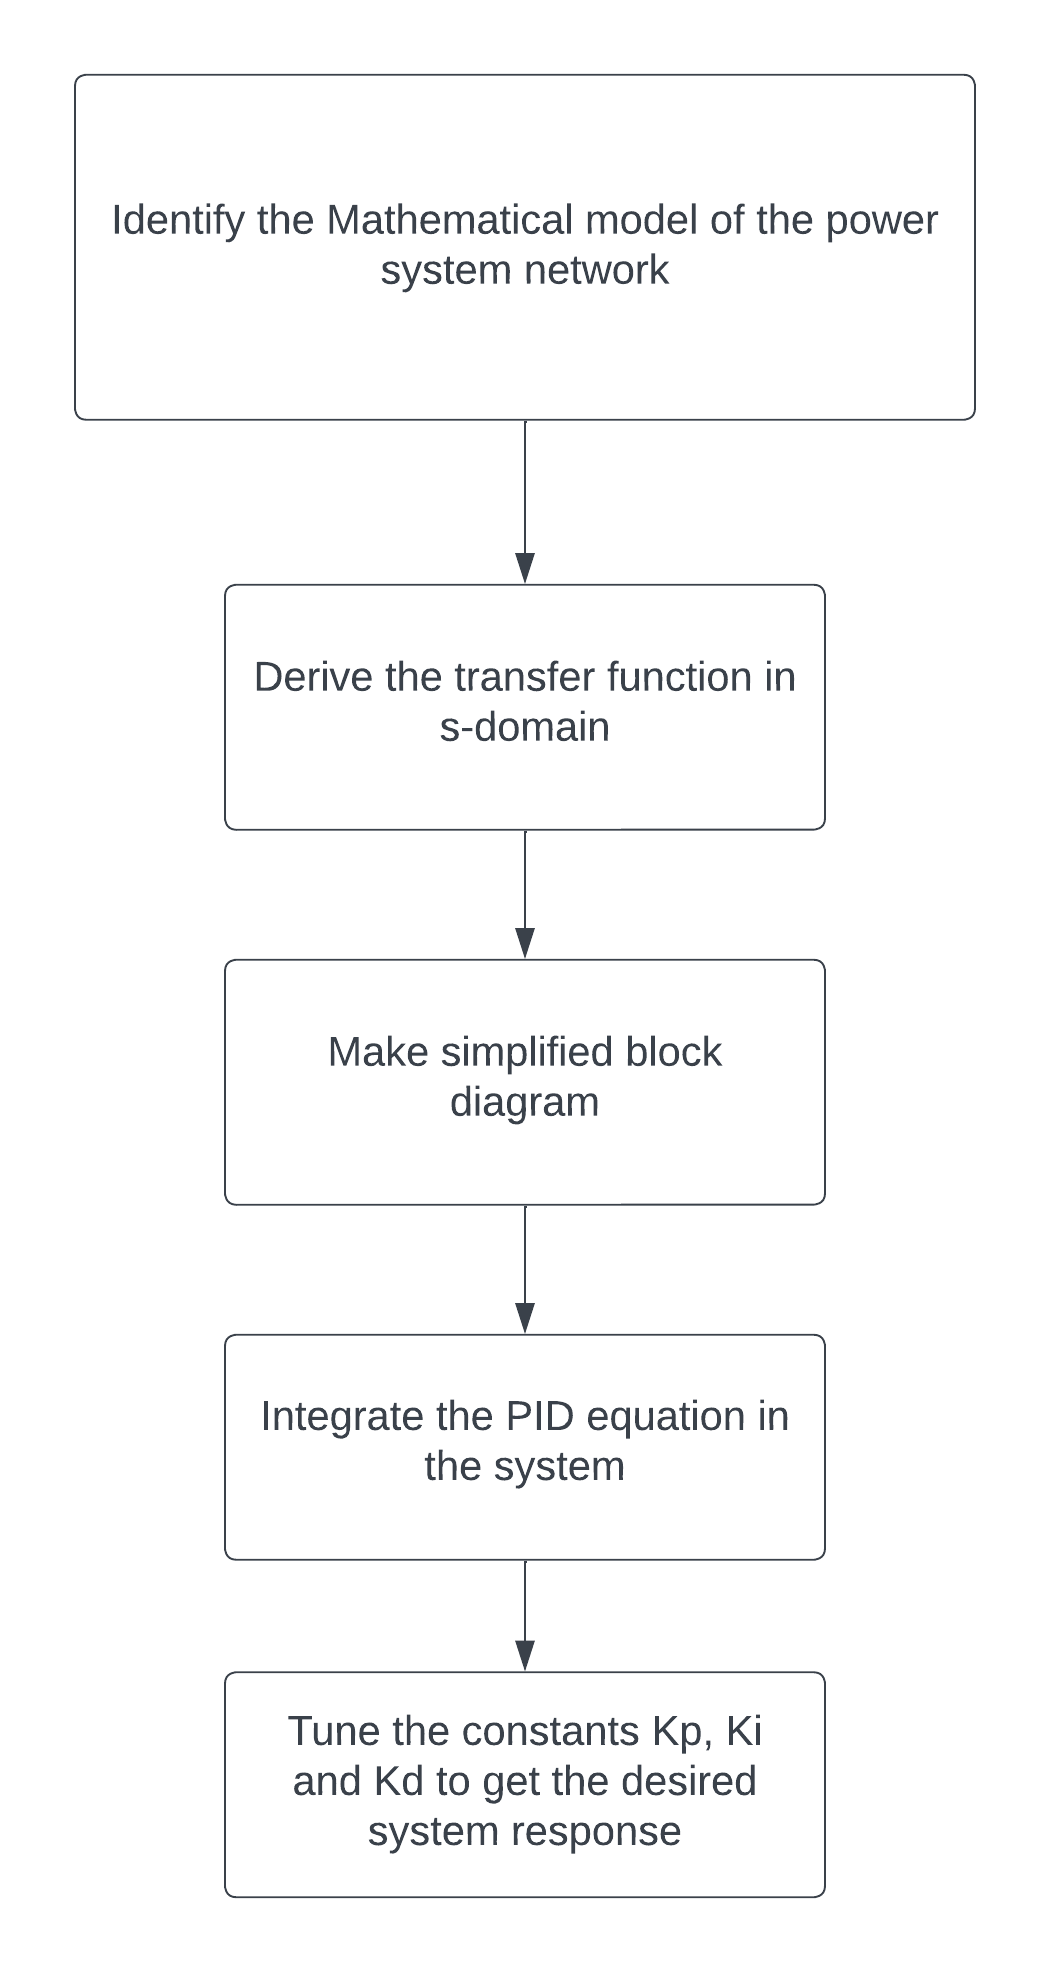 Identify the Mathematical model of the power
system network
Derive the transfer function in
s-domain
Make simplified block
diagram
Integrate the PID equation in
the system
Tune the constants Kp, Ki
and Kd to get the desired
system response